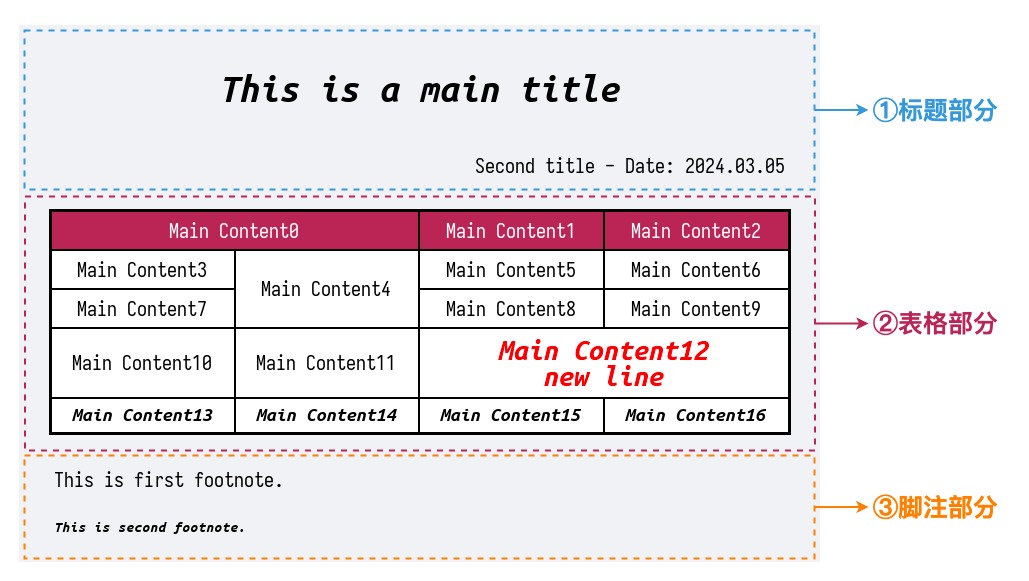 This is a main title
①标题部分
Second title - Date: 2024.03.05
Main Content0 Main Content1 Main Content2
Main Content3 Main Content4 Main Content5 Main Content6
Main Content7 Main Content8 Main Content9
②表格部分
Main Content10 Main Content11 Main Content12
new line
Main Content13 Main Content14 Main Content15 Main Content16
This is first footnote.
③脚注部分
This is second footnote.